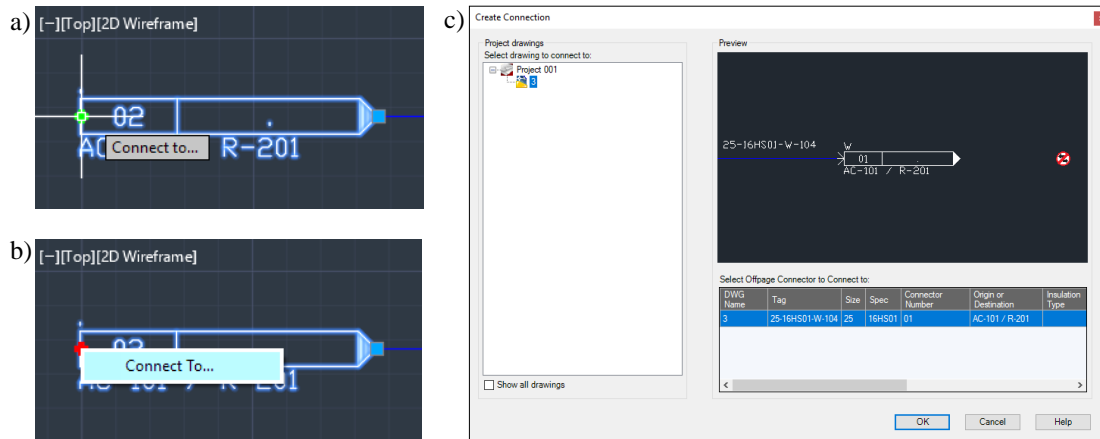 a)
[−][Top][2D Wireframe]
02
.
Connect to...
R-201
b)
[−][Top][2D Wireframe]
Connect To...
c)
Create Connection
Project drawings
Select drawing to connect to:
Project 001
3
Show all drawings
Preview
25-16HS01-W-104
W
01
.
AC-101 / R-201
Select Offpage Connector to Connect to:
DWG Name Tag Size Spec Connector Number Origin or Destination Insulation Type
3 25-16HS01-W-104 25 16HS01 01 AC-101 / R-201
OK Cancel Help